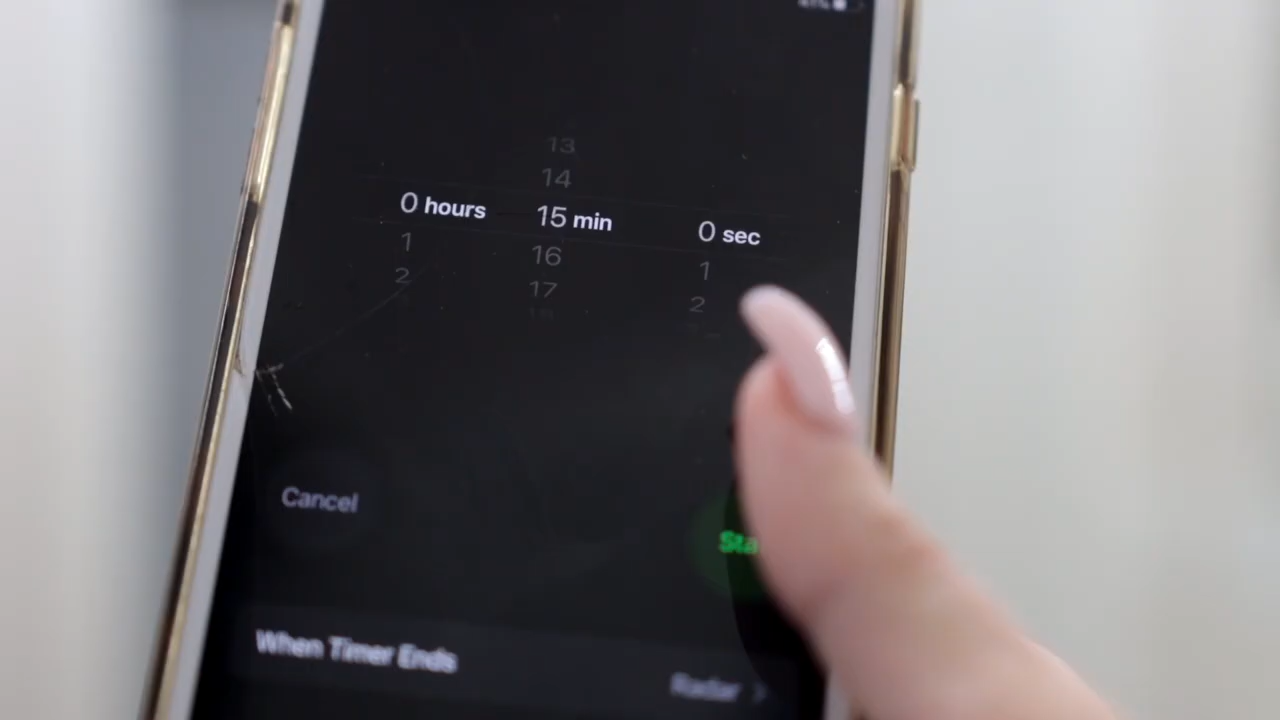 13
14
0 hours 15 min 0 sec
1 16 1
2 17 2
Cancel Sta
When Timer Ends Radar >